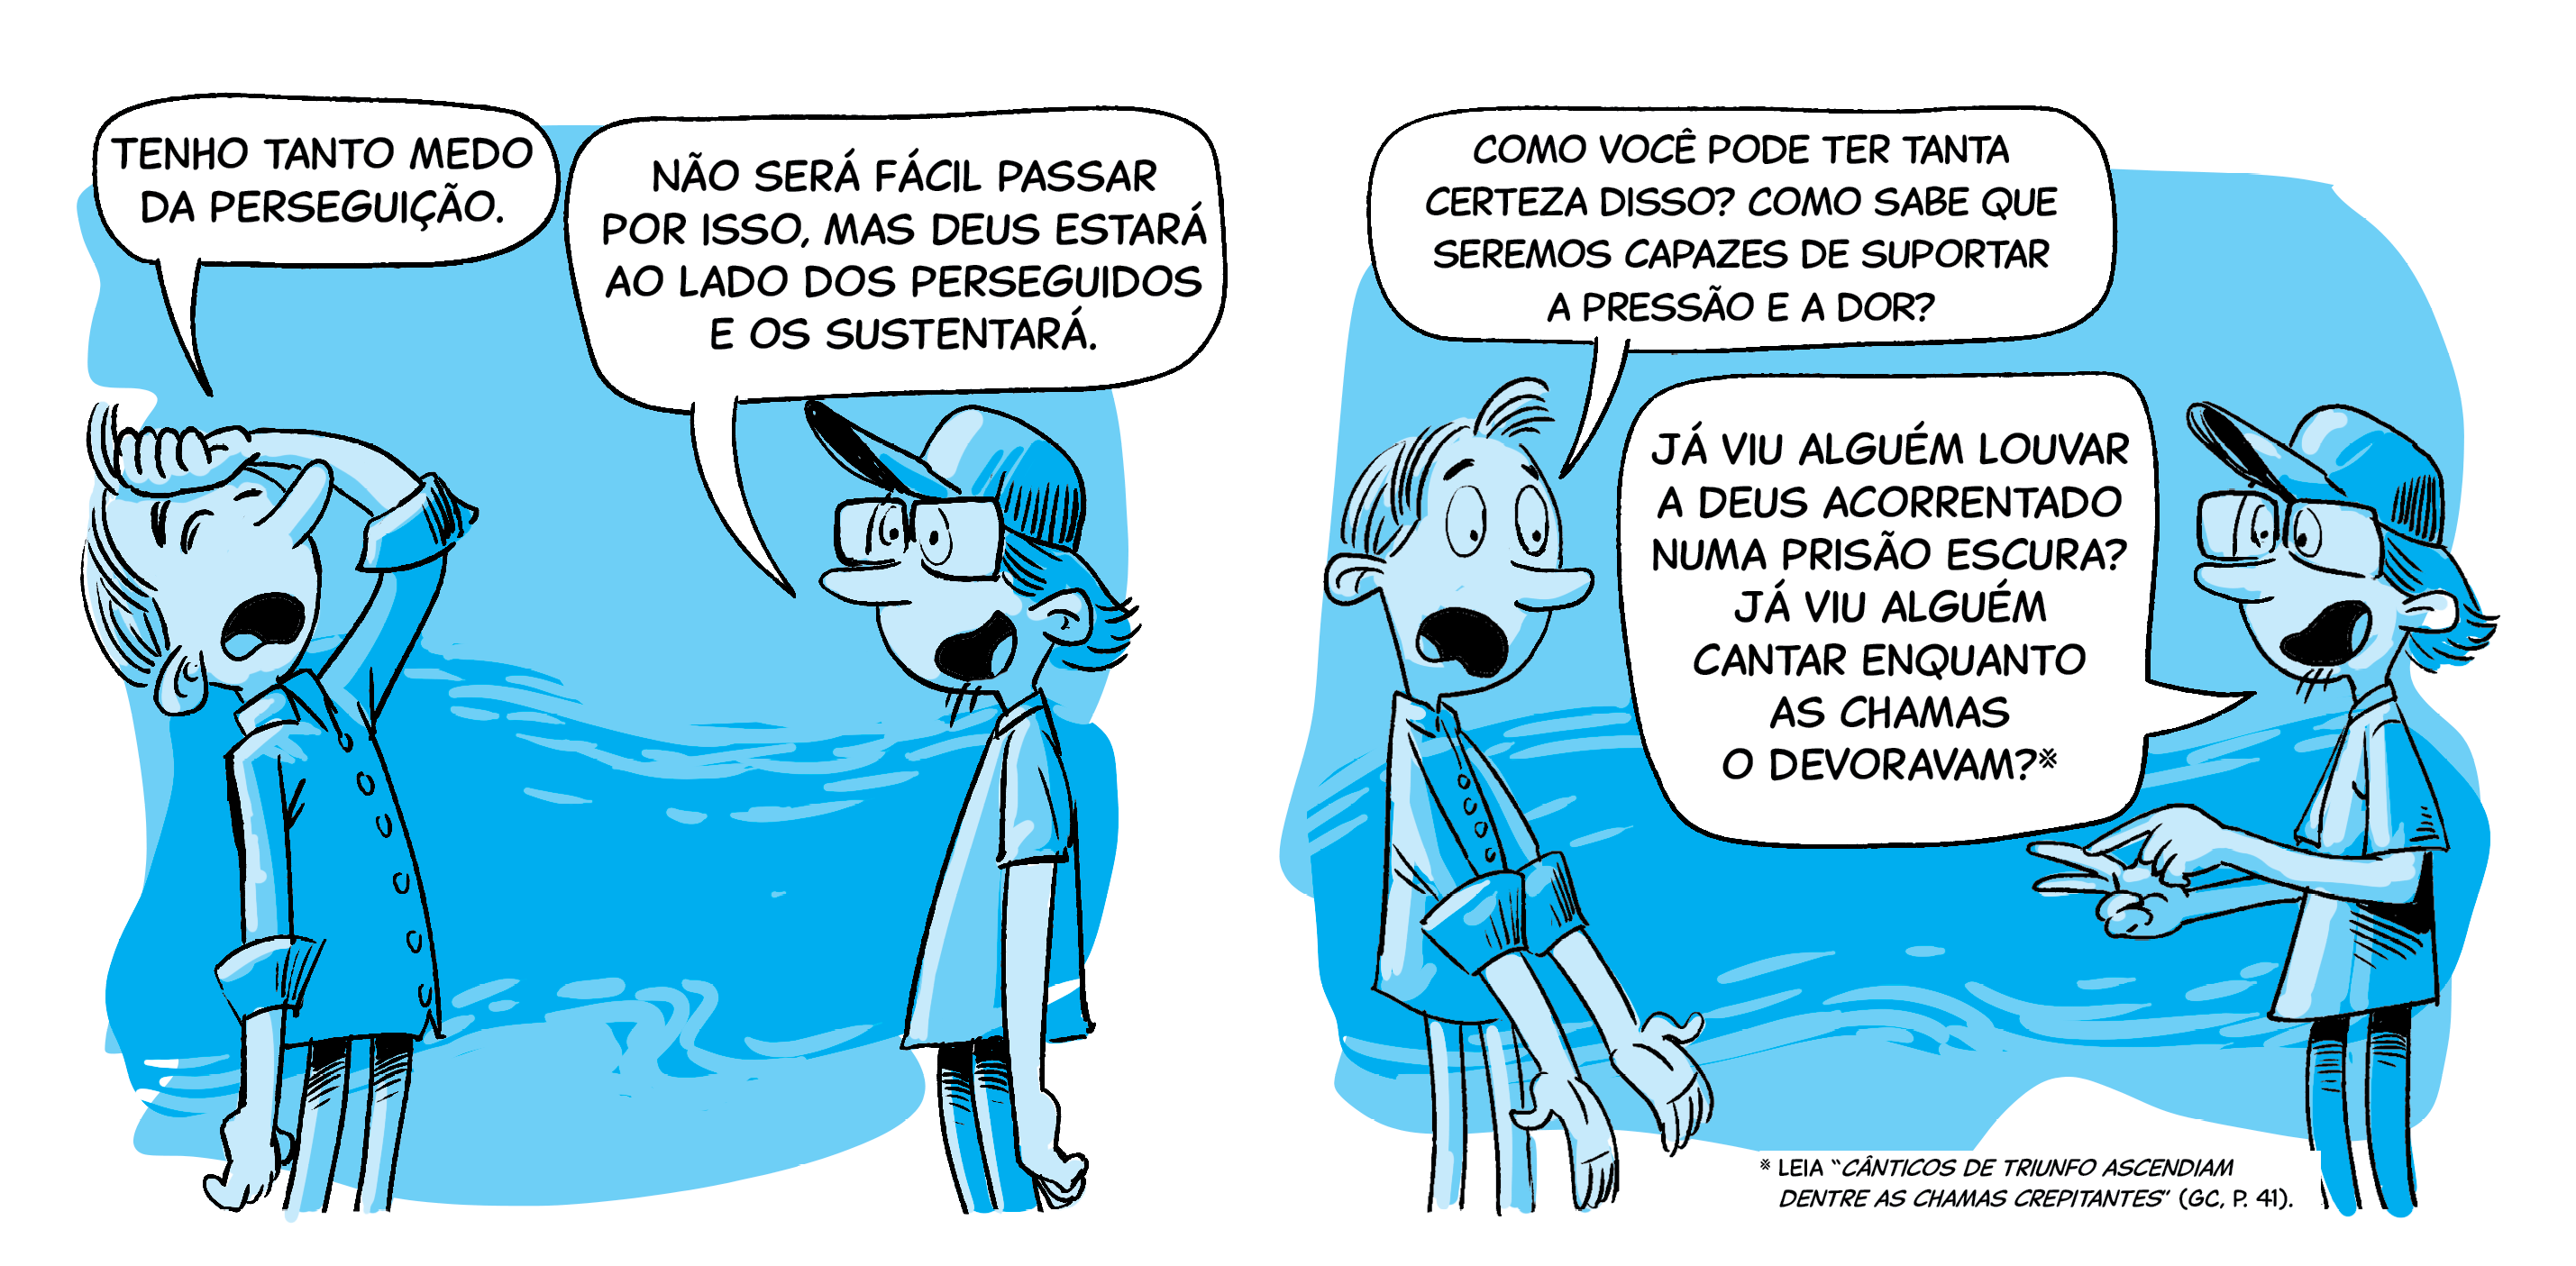 TENHO TANTO MEDO
DA PERSEGUIÇÃO.
NÃO SERÁ FÁCIL PASSAR
POR ISSO, MAS DEUS ESTARÁ
AO LADO DOS PERSEGUIDOS
E OS SUSTENTARÁ.
COMO VOCÊ PODE TER TANTA
CERTEZA DISSO? COMO SABE QUE
SEREMOS CAPAZES DE SUPORTAR
A PRESSÃO E A DOR?
JÁ VIU ALGUÉM LOUVAR
A DEUS ACORRENTADO
NUMA PRISÃO ESCURA?
JÁ VIU ALGUÉM
CANTAR ENQUANTO
AS CHAMAS
O DEVORAVAM?*
* LEIA “CÂNTICOS DE TRIUNFO ASCENDIAM
DENTRE AS CHAMAS CREPITANTES” (GC, P. 41).